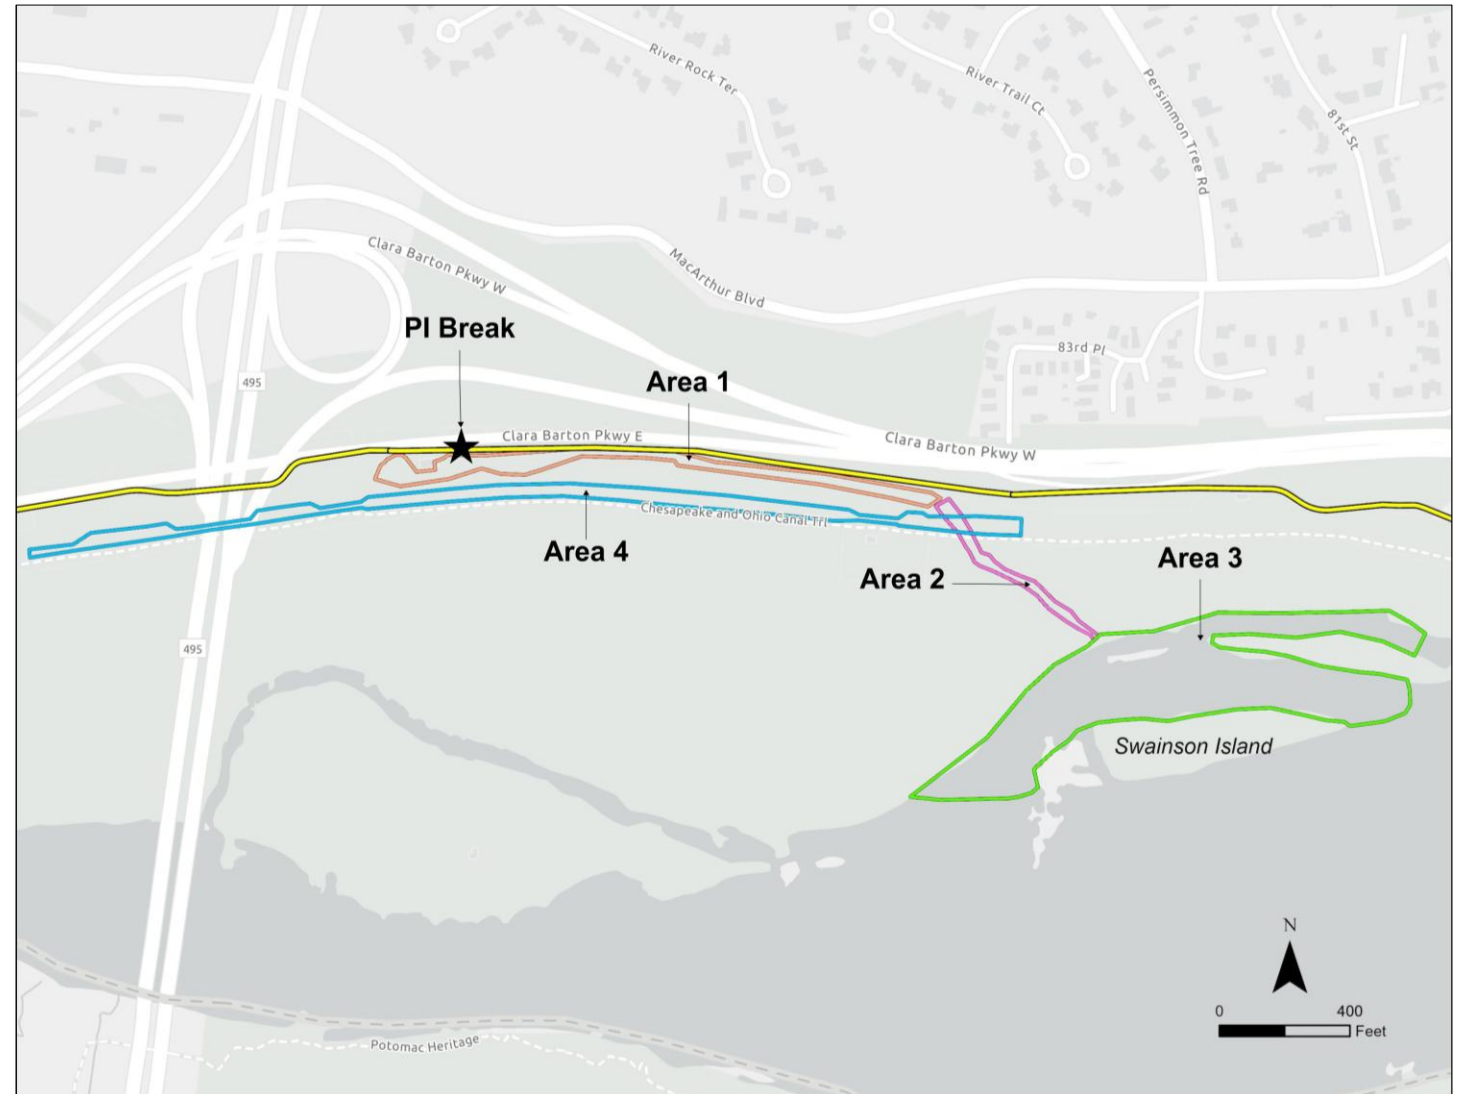 River Rock Ter
River Trail Ct
Persimmon Tree Rd
81st St
Clara Barton Pkwy W
MacArthur Blvd
PI Break
83rd Pl
495
Area 1
Clara Barton Pkwy E
Clara Barton Pkwy W
Chesapeake and Ohio Canal Trl
Area 4
Area 2
Area 3
495
Swainson Island
N
0 400
Feet
Potomac Heritage